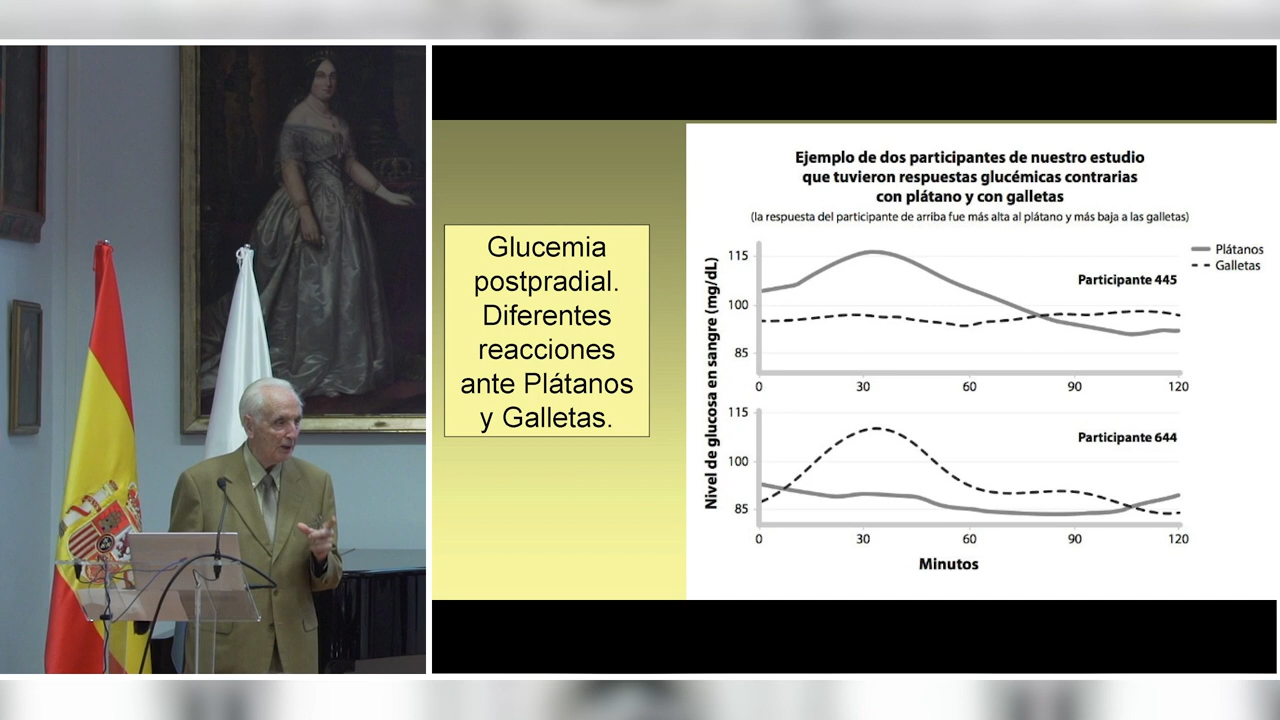 Glucemia
postpradial.
Diferentes
reacciones
ante Plátanos
y Galletas.
Ejemplo de dos participantes de nuestro estudio
que tuvieron respuestas glucémicas contrarias
con plátano y con galletas
(la respuesta del participante de arriba fue más alta al plátano y más baja a las galletas)
Plátanos
Galletas
Nivel de glucosa en sangre (mg/dL)
115
100
85
Participante 445
0 30 60 90 120
115
100
85
Participante 644
0 30 60 90 120
Minutos